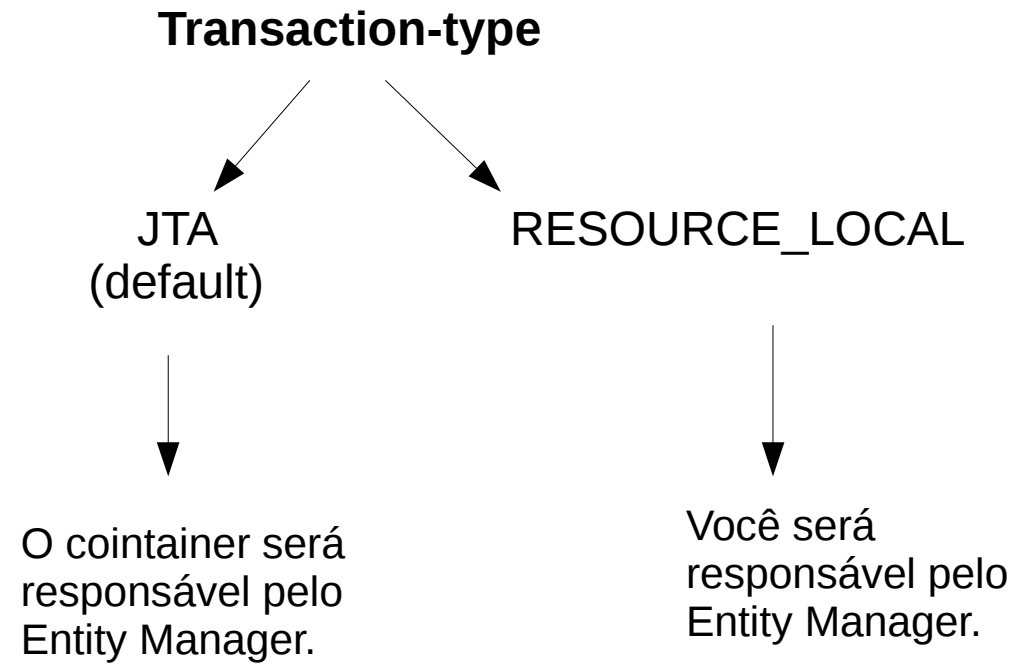 Transaction-type
JTA
(default)
RESOURCE_LOCAL
O cointainer será
responsável pelo
Entity Manager.
Você será
responsável pelo
Entity Manager.